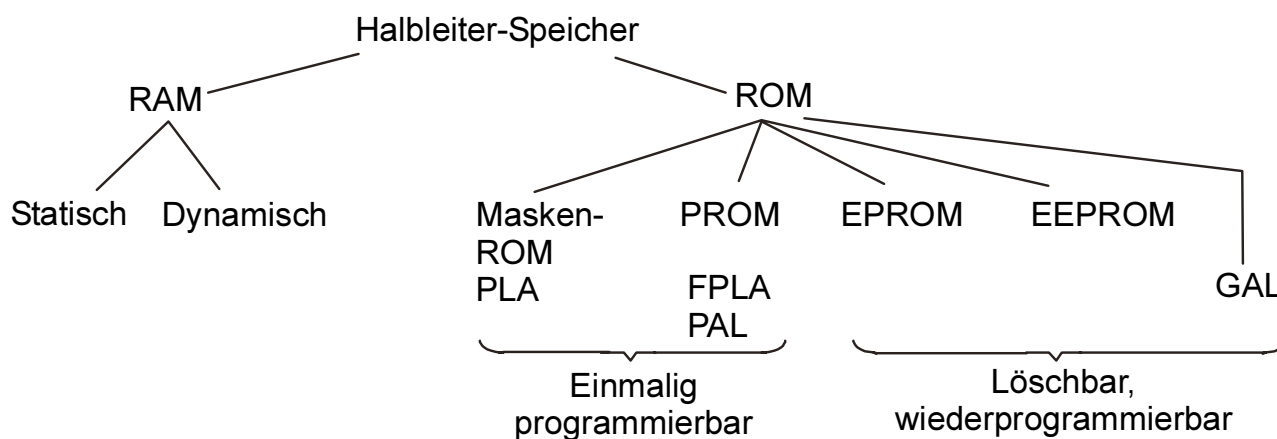 Halbleiter-Speicher
RAM
ROM
Statisch
Dynamisch
Masken-
ROM
PLA
PROM
FPLA
PAL
EPROM
EEPROM
GAL
Einmalig
programmierbar
Löschbar,
wiederprogrammierbar